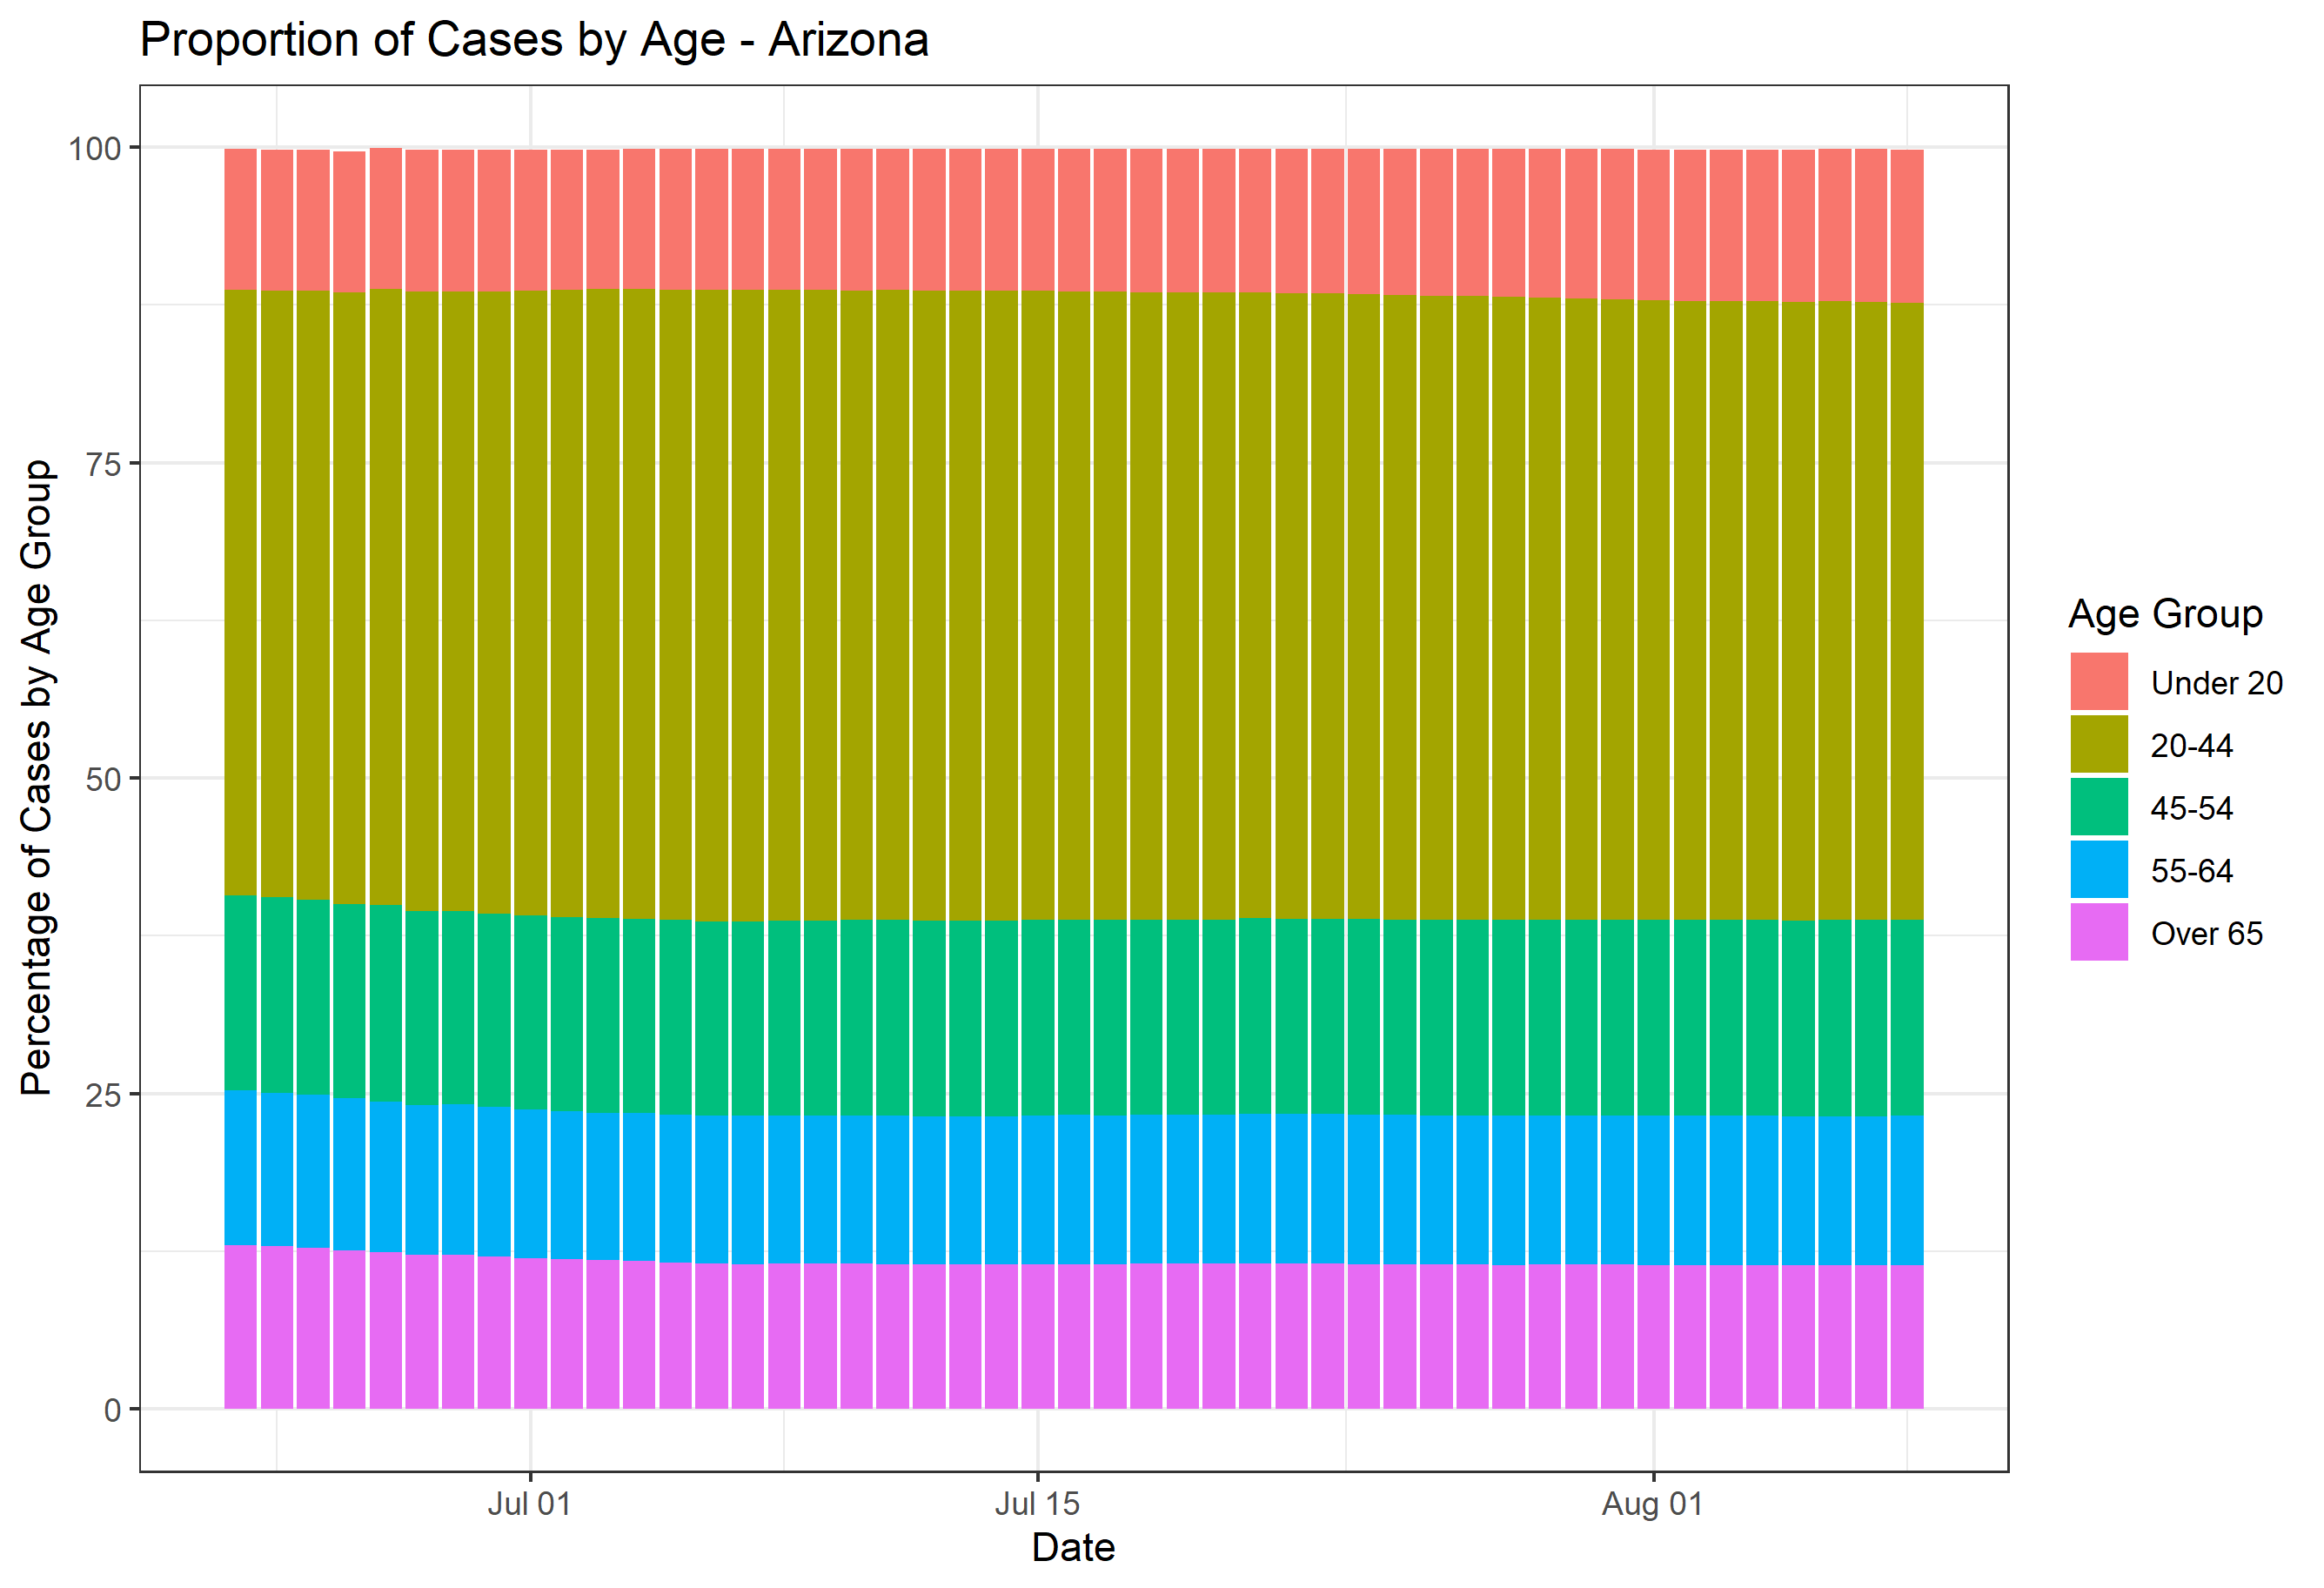 Proportion of Cases by Age - Arizona
Percentage of Cases by Age Group
100
75
50
25
0
Jul 01
Jul 15
Aug 01
Date
Age Group
Under 20
20-44
45-54
55-64
Over 65